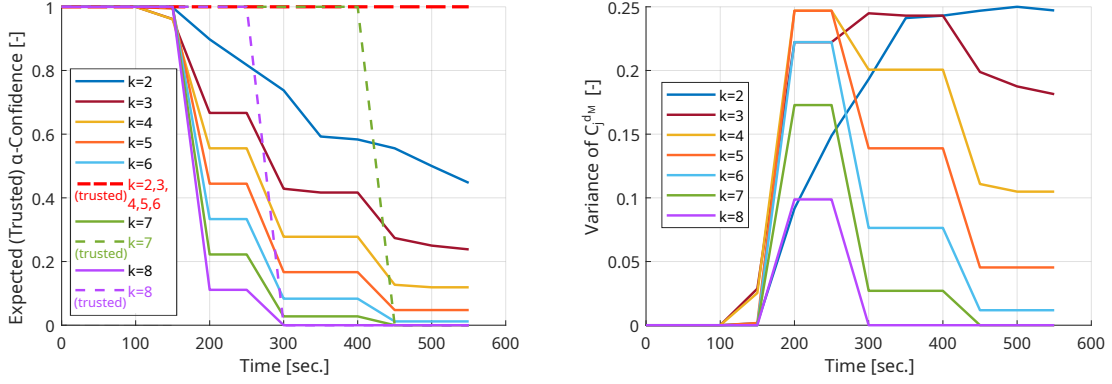 Expected (Trusted) α-Confidence [-]
1
0.8
0.6
0.4
0.2
0
k=2
k=3
k=4
k=5
k=6
k=2,3,
(trusted)
4,5,6
k=7
k=7
(trusted)
k=8
k=8
(trusted)
0 100 200 300 400 500 600
Time [sec.]
Variance of C_j^{d_M} [-]
0.25
0.2
0.15
0.1
0.05
0
k=2
k=3
k=4
k=5
k=6
k=7
k=8
0 100 200 300 400 500 600
Time [sec.]